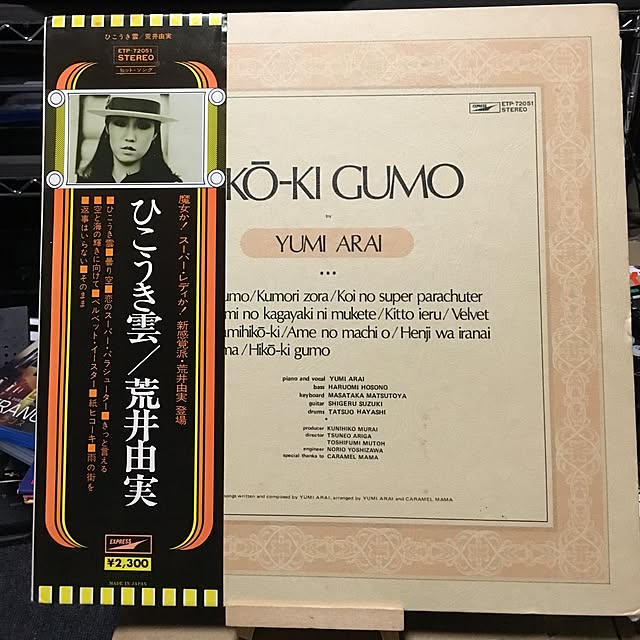 ひこうき雲/荒井由実
ETP-72051
STEREO
魔女か!スーパー・レディか!新感覚派・荒井由実登場
ひこうき雲/荒井由実
■ひこうき雲■曇り空■恋のスーパー・パラシューター■きっと言える
■空と海の輝きに向けて■ベルベット・イースター■紙ヒコーキ■雨の街を
■返事はいらない■そのまま
EXPRESS
¥2,300
MADE IN JAPAN
EXPRESS ETP-72051
STEREO
KŌ-KI GUMO
by
YUMI ARAI
umo/Kumori zora/Koi no super parachuter
mi no kagayaki ni mukete/Kitto ieru/Velvet
amihikō-ki/Ame no machi o/Henji wa iranai
ma/Hikō-ki gumo
piano and vocal YUMI ARAI
bass HARUOMI HOSONO
keyboard MASATAKA MATSUTOYA
guitar SHIGERU SUZUKI
drums TATSUO HAYASHI
producer KUNIHIKO MURAI
director TSUNEO ARIGA
TOSHIFUMI MUTOH
engineer NORIO YOSHIZAWA
special thanks to CARAMEL MAMA
songs written and composed by YUMI ARAI, arranged by YUMI ARAI and CARAMEL MAMA